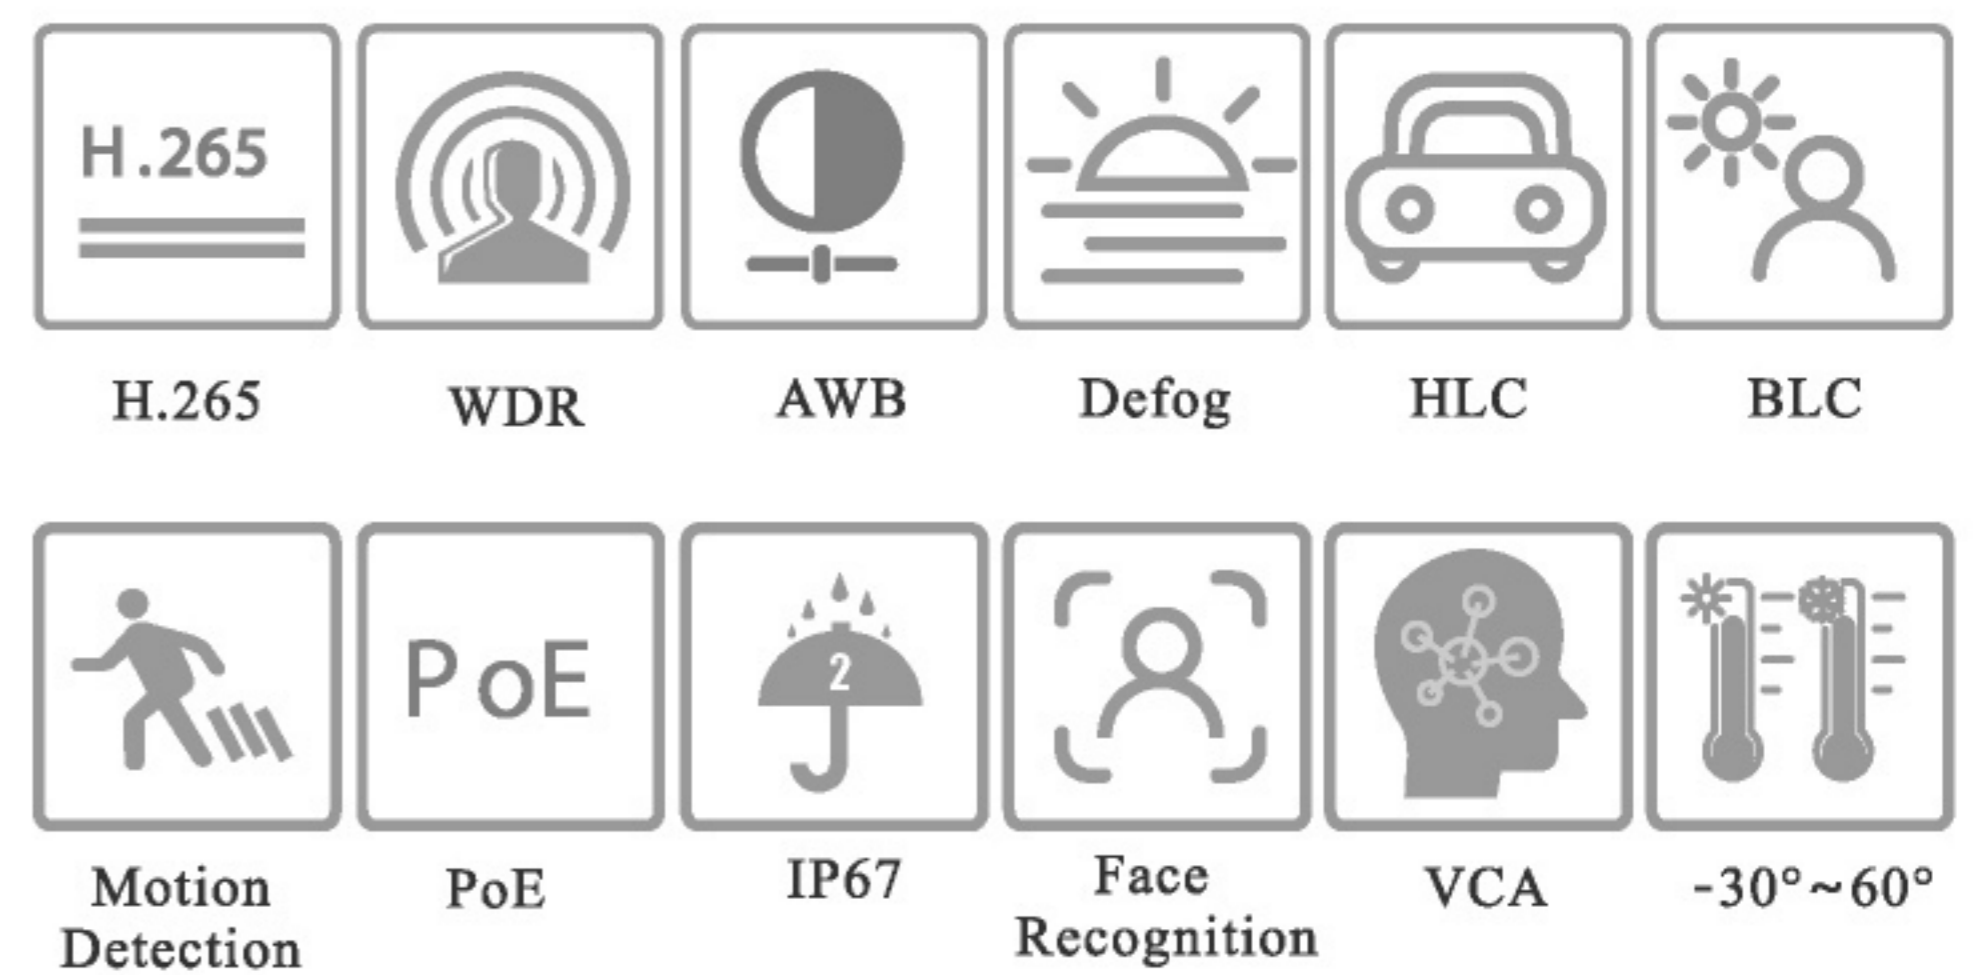 H.265
H.265
WDR
AWB
Defog
HLC
BLC
PoE
2
Motion
Detection
PoE
IP67
Face
Recognition
VCA
-30°~60°